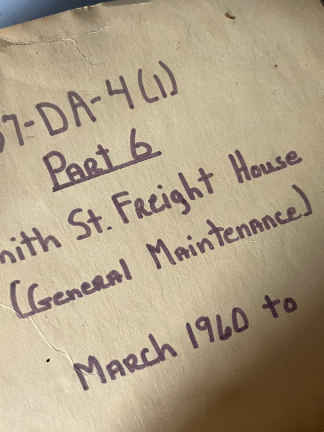 7-DA-4(1)
Part 6
mith St. Freight House
(General Maintenance)
March 1960 to